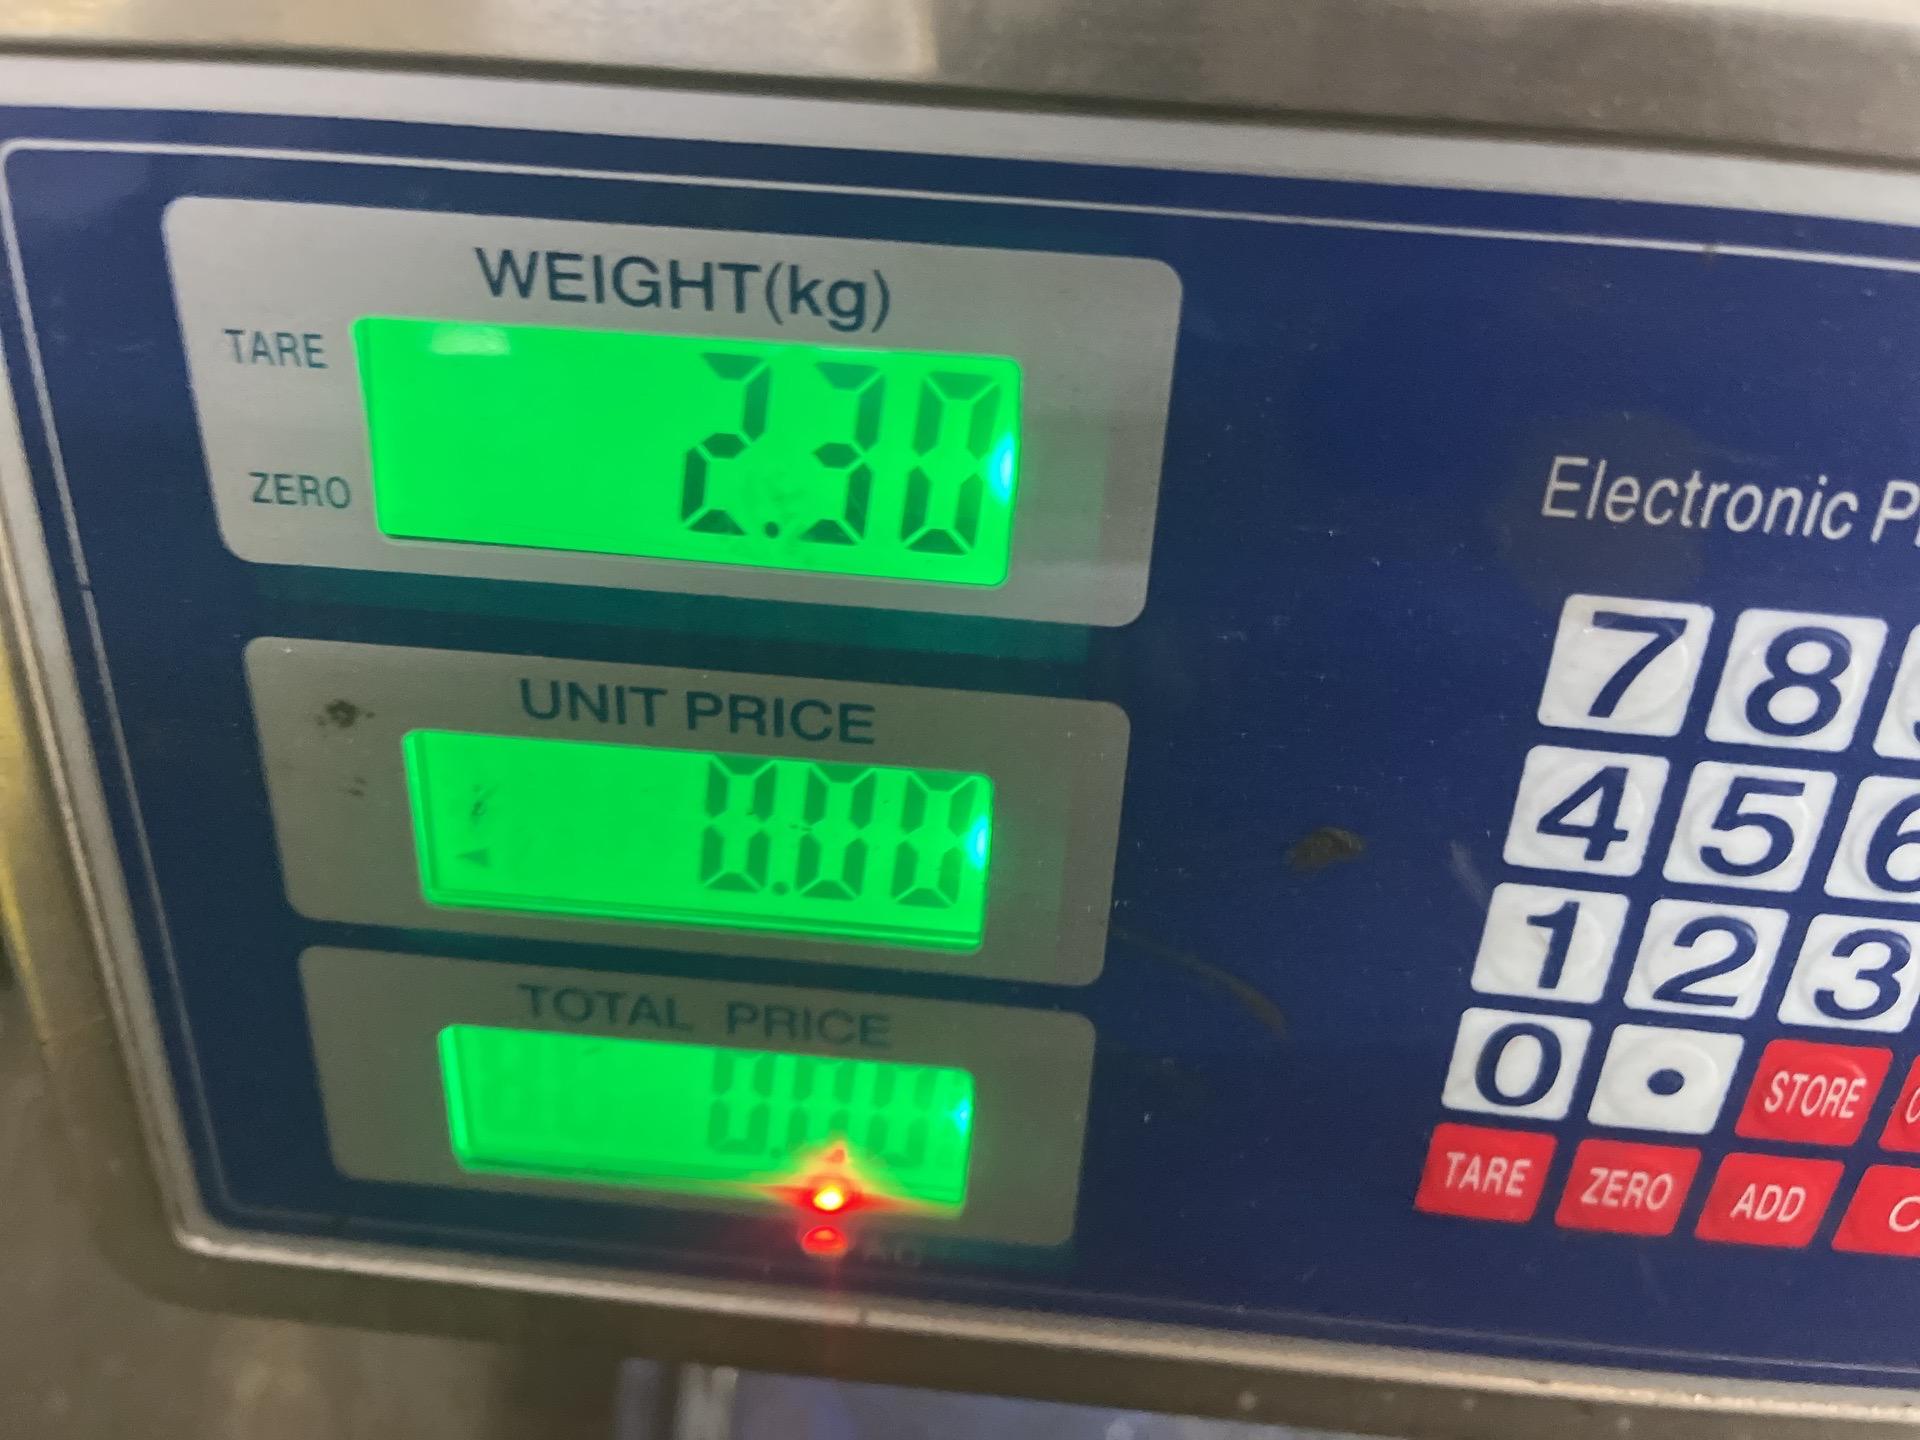 WEIGHT(kg)
TARE
2.30
ZERO
UNIT PRICE
0.00
TOTAL PRICE
0.00
Electronic
7 8
4 5 6
1 2 3
0 . STORE
TARE ZERO ADD